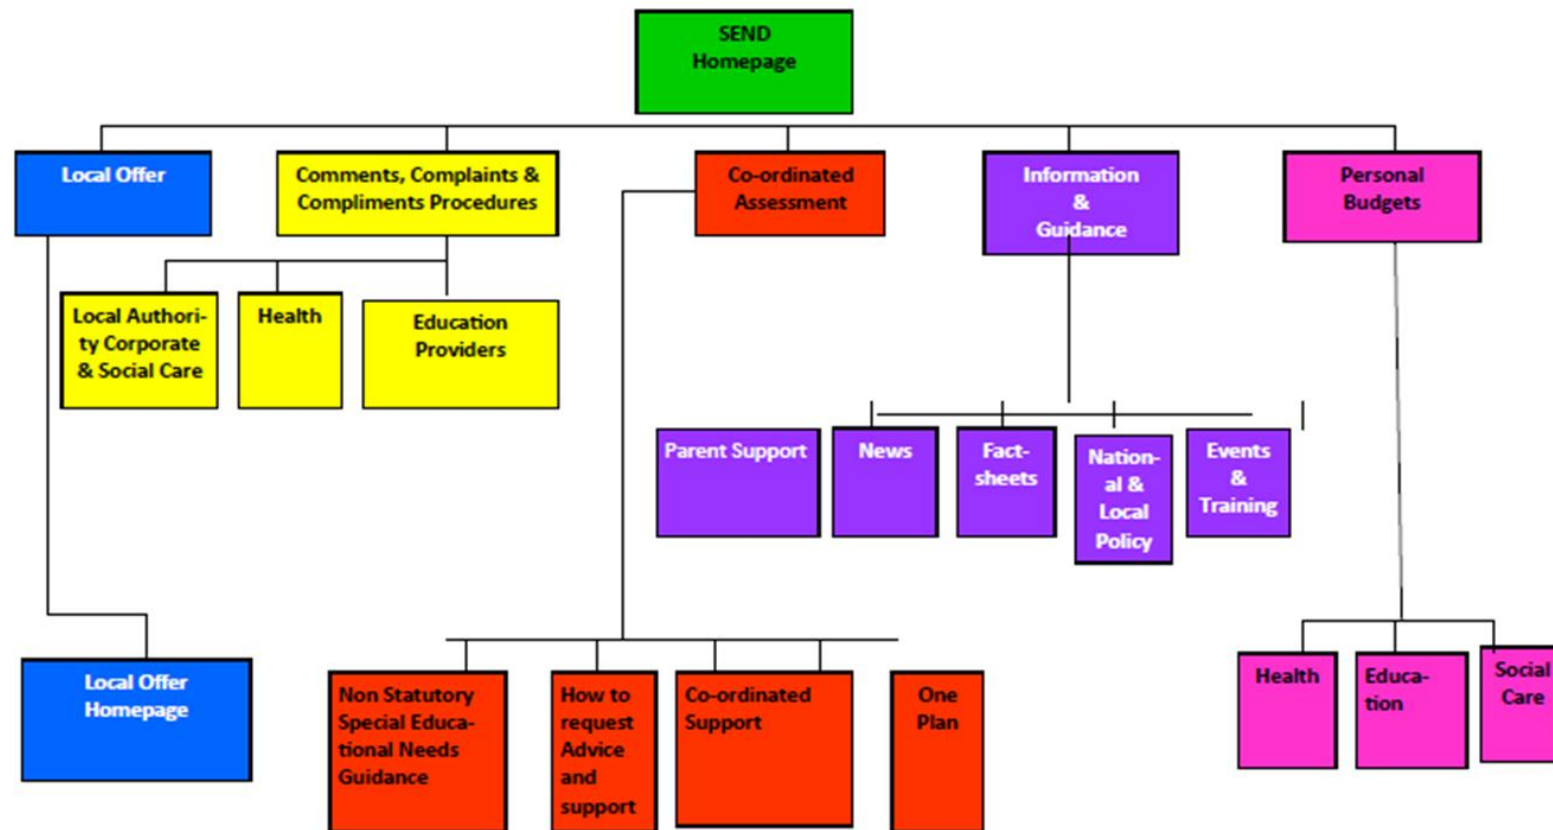 SEND
Homepage
Local Offer
Comments, Complaints &
Compliments Procedures
Co-ordinated
Assessment
Information
&
Guidance
Personal
Budgets
Local Authori-
ty Corporate
& Social Care
Health
Education
Providers
Parent Support
News
Fact-
sheets
Nation-
al &
Local
Policy
Events
&
Training
Local Offer
Homepage
Non Statutory
Special Educa-
tional Needs
Guidance
How to
request
Advice
and
support
Co-ordinated
Support
One
Plan
Health
Educa-
tion
Social
Care